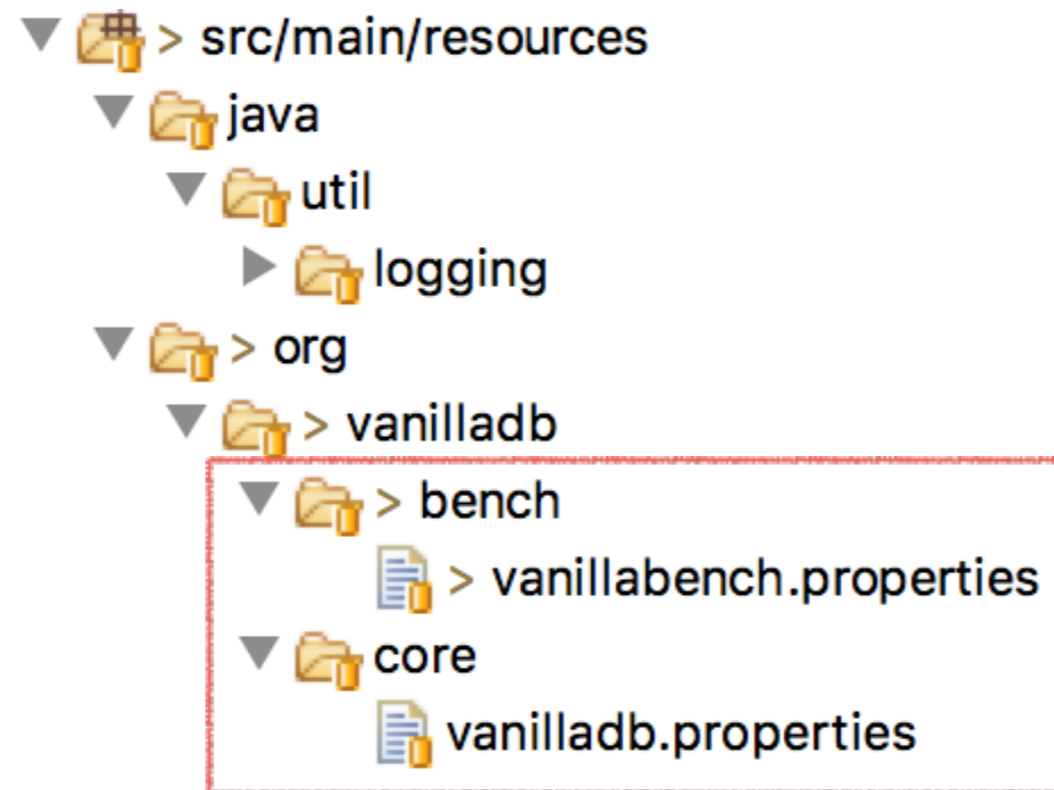 > src/main/resources
java
util
logging
> org
> vanilladb
> bench
> vanillabench.properties
core
vanilladb.properties